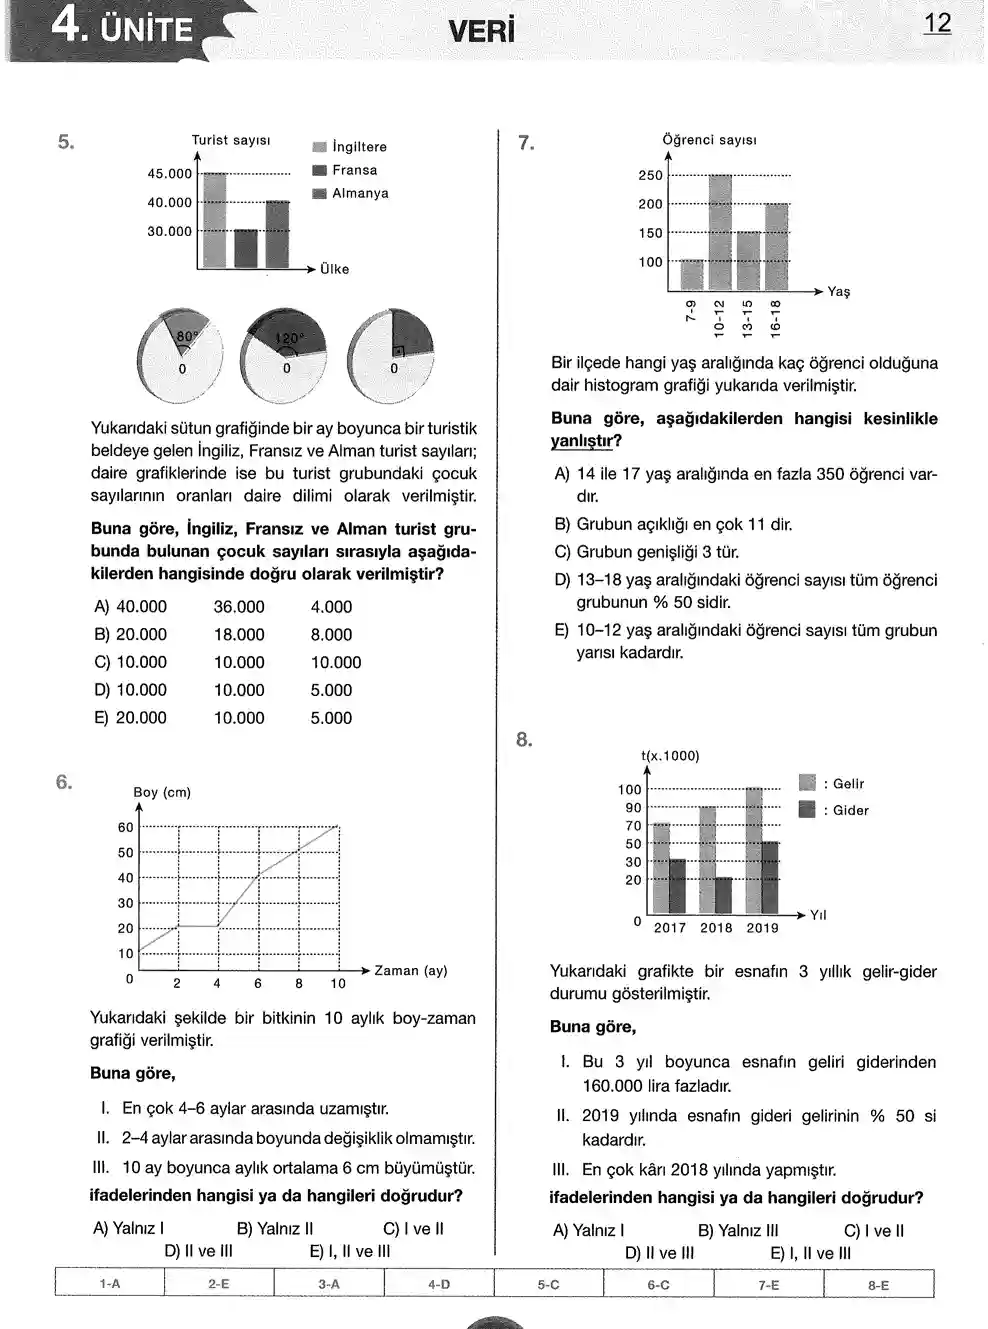 4. ÜNİTE
VERİ
12
5.
Turist sayısı
45.000
40.000
30.000
Ülke
İngiltere
Fransa
Almanya
80°
0
120°
0
0
Yukarıdaki sütun grafiğinde bir ay boyunca bir turistik
beldeye gelen İngiliz, Fransız ve Alman turist sayıları;
daire grafiklerinde ise bu turist grubundaki çocuk
sayılarının oranları daire dilimi olarak verilmiştir.
Buna göre, İngiliz, Fransız ve Alman turist gru-
bunda bulunan çocuk sayıları sırasıyla aşağıda-
kilerden hangisinde doğru olarak verilmiştir?
A) 40.000 36.000 4.000
B) 20.000 18.000 8.000
C) 10.000 10.000 10.000
D) 10.000 10.000 5.000
E) 20.000 10.000 5.000
6.
Boy (cm)
60
50
40
30
20
10
0
2 4 6 8 10
Zaman (ay)
Yukarıdaki şekilde bir bitkinin 10 aylık boy-zaman
grafiği verilmiştir.
Buna göre,
I. En çok 4–6 aylar arasında uzamıştır.
II. 2–4 aylar arasında boyunda değişiklik olmamıştır.
III. 10 ay boyunca aylık ortalama 6 cm büyümüştür.
ifadelerinden hangisi ya da hangileri doğrudur?
A) Yalnız I B) Yalnız II C) I ve II
D) II ve III E) I, II ve III
7.
Öğrenci sayısı
250
200
150
100
Yaş
7-9
10-12
13-15
16-18
Bir ilçede hangi yaş aralığında kaç öğrenci olduğuna
dair histogram grafiği yukarıda verilmiştir.
Buna göre, aşağıdakilerden hangisi kesinlikle
yanlıştır?
A) 14 ile 17 yaş aralığında en fazla 350 öğrenci var-
dır.
B) Grubun açıklığı en çok 11 dir.
C) Grubun genişliği 3 tür.
D) 13–18 yaş aralığındaki öğrenci sayısı tüm öğrenci
grubunun % 50 sidir.
E) 10–12 yaş aralığındaki öğrenci sayısı tüm grubun
yarısı kadardır.
8.
t(x.1000)
100
90
70
50
30
20
0
2017 2018 2019
Yıl
: Gelir
: Gider
Yukarıdaki grafikte bir esnafın 3 yıllık gelir-gider
durumu gösterilmiştir.
Buna göre,
I. Bu 3 yıl boyunca esnafın geliri giderinden
160.000 lira fazladır.
II. 2019 yılında esnafın gideri gelirinin % 50 si
kadardır.
III. En çok kârı 2018 yılında yapmıştır.
ifadelerinden hangisi ya da hangileri doğrudur?
A) Yalnız I B) Yalnız III C) I ve II
D) II ve III E) I, II ve III
1-A 2-E 3-A 4-D 5-C 6-C 7-E 8-E